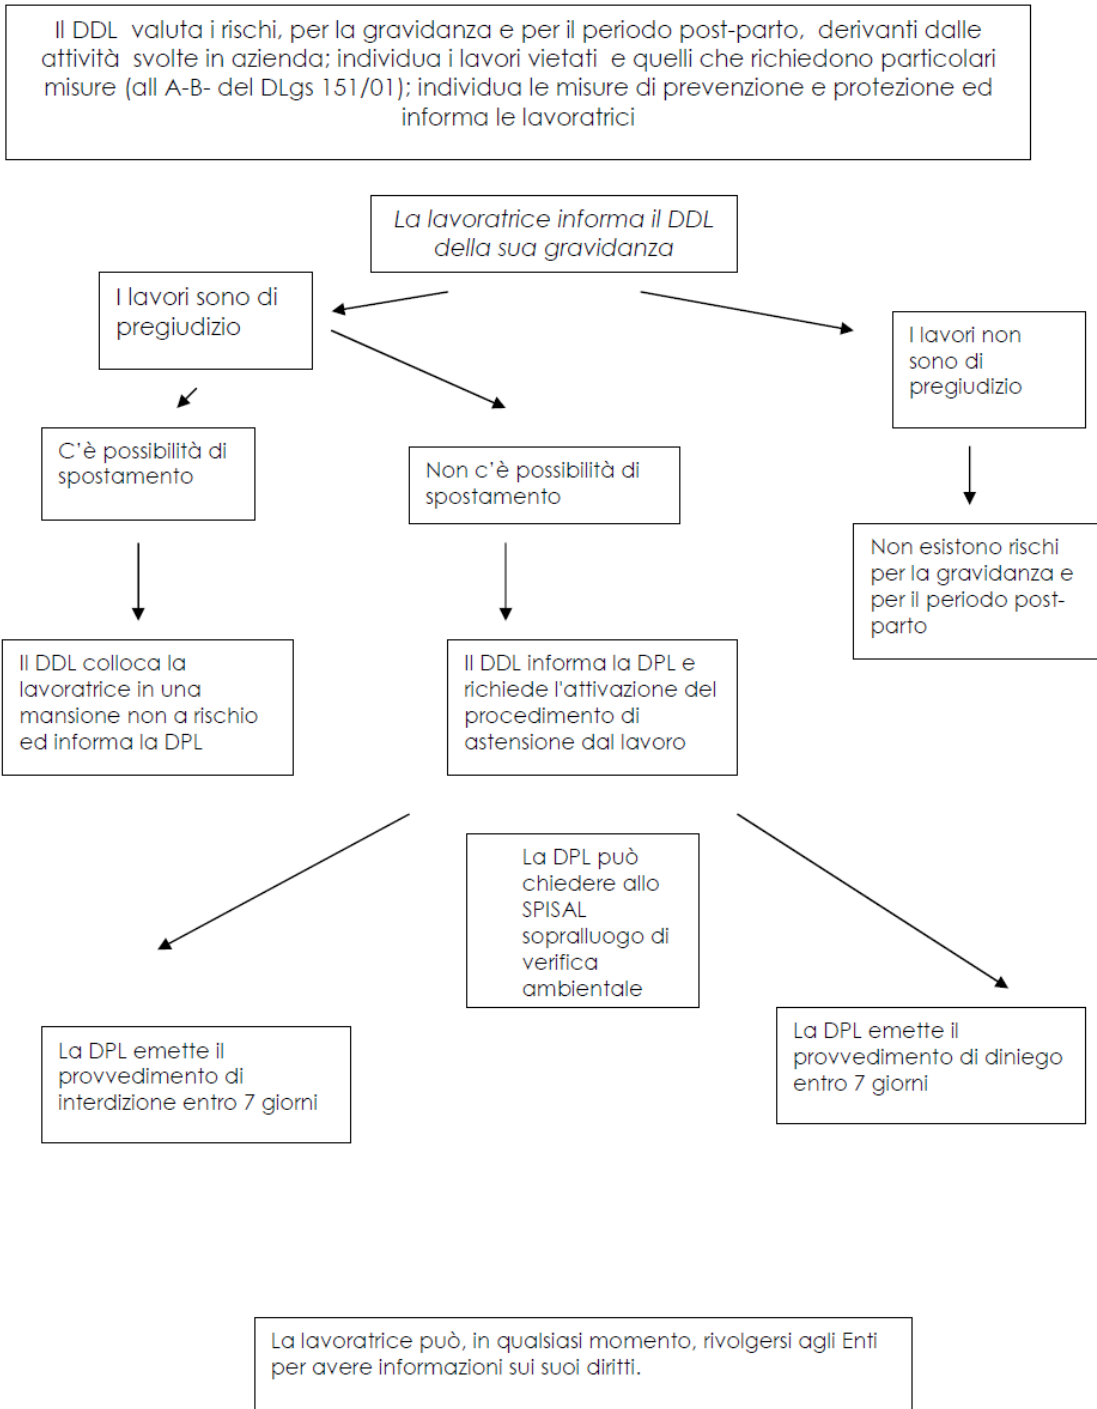 Il DDL valuta i rischi, per la gravidanza e per il periodo post-parto, derivanti dalle
attività svolte in azienda; individua i lavori vietati e quelli che richiedono particolari
misure (all A-B- del DLgs 151/01); individua le misure di prevenzione e protezione ed
informa le lavoratrici
La lavoratrice informa il DDL
della sua gravidanza
I lavori sono di
pregiudizio
I lavori non
sono di
pregiudizio
C'è possibilità di
spostamento
Non c'è possibilità di
spostamento
Non esistono rischi
per la gravidanza e
per il periodo post-
parto
Il DDL colloca la
lavoratrice in una
mansione non a rischio
ed informa la DPL
Il DDL informa la DPL e
richiede l'attivazione del
procedimento di
astensione dal lavoro
La DPL può
chiedere allo
SPISAL
sopralluogo di
verifica
ambientale
La DPL emette il
provvedimento di
interdizione entro 7 giorni
La DPL emette il
provvedimento di diniego
entro 7 giorni
La lavoratrice può, in qualsiasi momento, rivolgersi agli Enti
per avere informazioni sui suoi diritti.